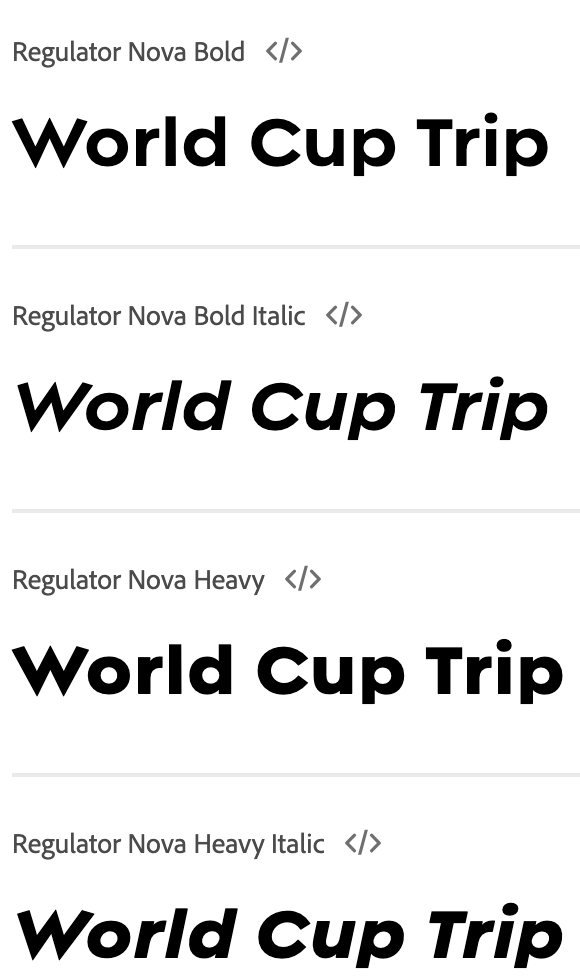 Regulator Nova Bold </>
World Cup Trip
Regulator Nova Bold Italic </>
World Cup Trip
Regulator Nova Heavy </>
World Cup Trip
Regulator Nova Heavy Italic </>
World Cup Trip